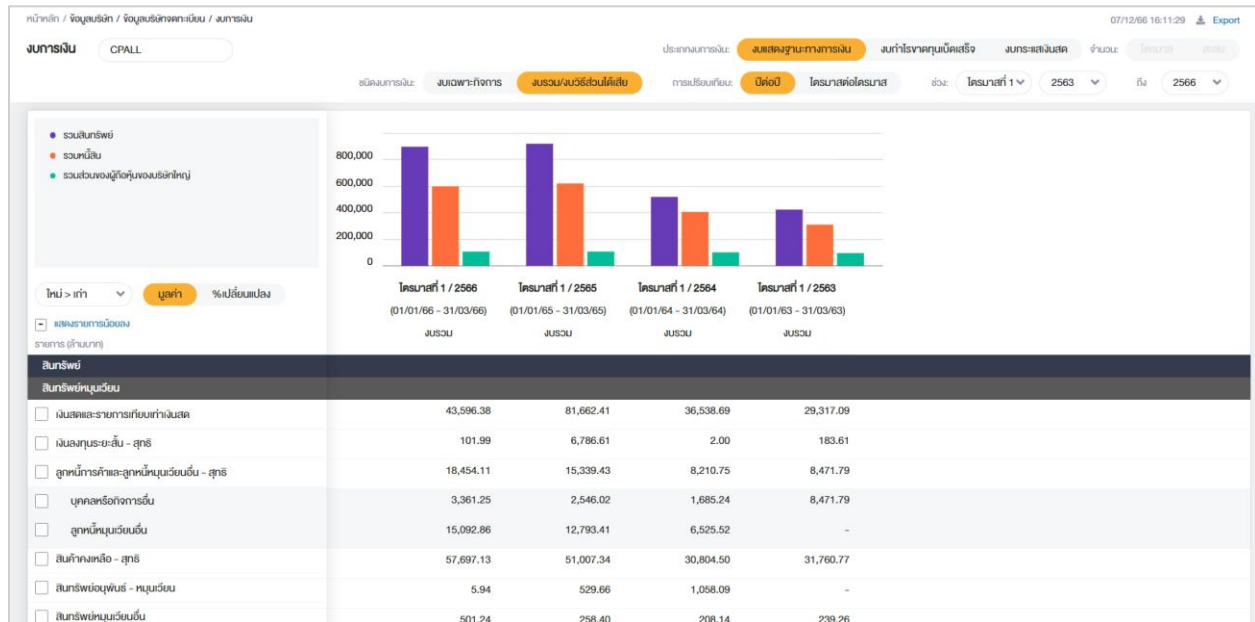 หน้าหลัก / ข้อมูลบริษัท / ข้อมูลบริษัทจดทะเบียน / งบการเงิน
07/12/66 16:11:29 Export
งบการเงิน CPALL ประเภทงบการเงิน: งบแสดงฐานะทางการเงิน งบกำไรขาดทุนเบ็ดเสร็จ งบกระแสเงินสด จำนวน: ไตรมาส สะสม
ชนิดงบการเงิน: งบเฉพาะกิจการ งบรวม/งบวิธีส่วนได้เสีย การเปรียบเทียบ: ปีต่อปี ไตรมาสต่อไตรมาส ช่วง: ไตรมาสที่ 1 2563 ถึง 2566
รวมสินทรัพย์
รวมหนี้สิน
รวมส่วนของผู้ถือหุ้นของบริษัทใหญ่
800,000
600,000
400,000
200,000
0
ใหม่ > เก่า มูลค่า %เปลี่ยนแปลง
ไตรมาสที่ 1 / 2566 ไตรมาสที่ 1 / 2565 ไตรมาสที่ 1 / 2564 ไตรมาสที่ 1 / 2563
(01/01/66 - 31/03/66) (01/01/65 - 31/03/65) (01/01/64 - 31/03/64) (01/01/63 - 31/03/63)
แสดงรายการน้อยลง
งบรวม งบรวม งบรวม งบรวม
รายการ (ล้านบาท)
สินทรัพย์
สินทรัพย์หมุนเวียน
เงินสดและรายการเทียบเท่าเงินสด 43,596.38 81,662.41 36,538.69 29,317.09
เงินลงทุนระยะสั้น - สุทธิ 101.99 6,786.61 2.00 183.61
ลูกหนี้การค้าและลูกหนี้หมุนเวียนอื่น - สุทธิ 18,454.11 15,339.43 8,210.75 8,471.79
บุคคลหรือกิจการอื่น 3,361.25 2,546.02 1,685.24 8,471.79
ลูกหนี้หมุนเวียนอื่น 15,092.86 12,793.41 6,525.52 -
สินค้าคงเหลือ - สุทธิ 57,697.13 51,007.34 30,804.50 31,760.77
สินทรัพย์อนุพันธ์ - หมุนเวียน 5.94 529.66 1,058.09 -
สินทรัพย์หมุนเวียนอื่น 501.24 258.40 208.14 239.26